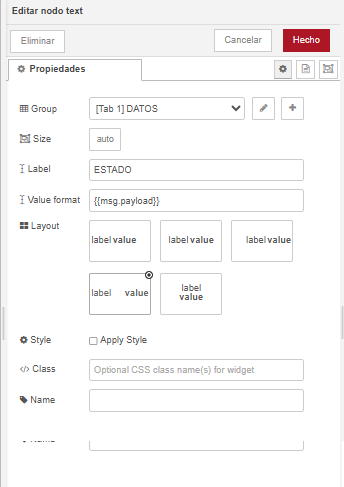 Editar nodo text
Eliminar
Cancelar
Hecho
Propiedades
Group
[Tab 1] DATOS
Size
auto
Label
ESTADO
Value format
{{msg.payload}}
Layout
label value
label value
label value
label value
label
value
Style
Apply Style
Class
Optional CSS class name(s) for widget
Name